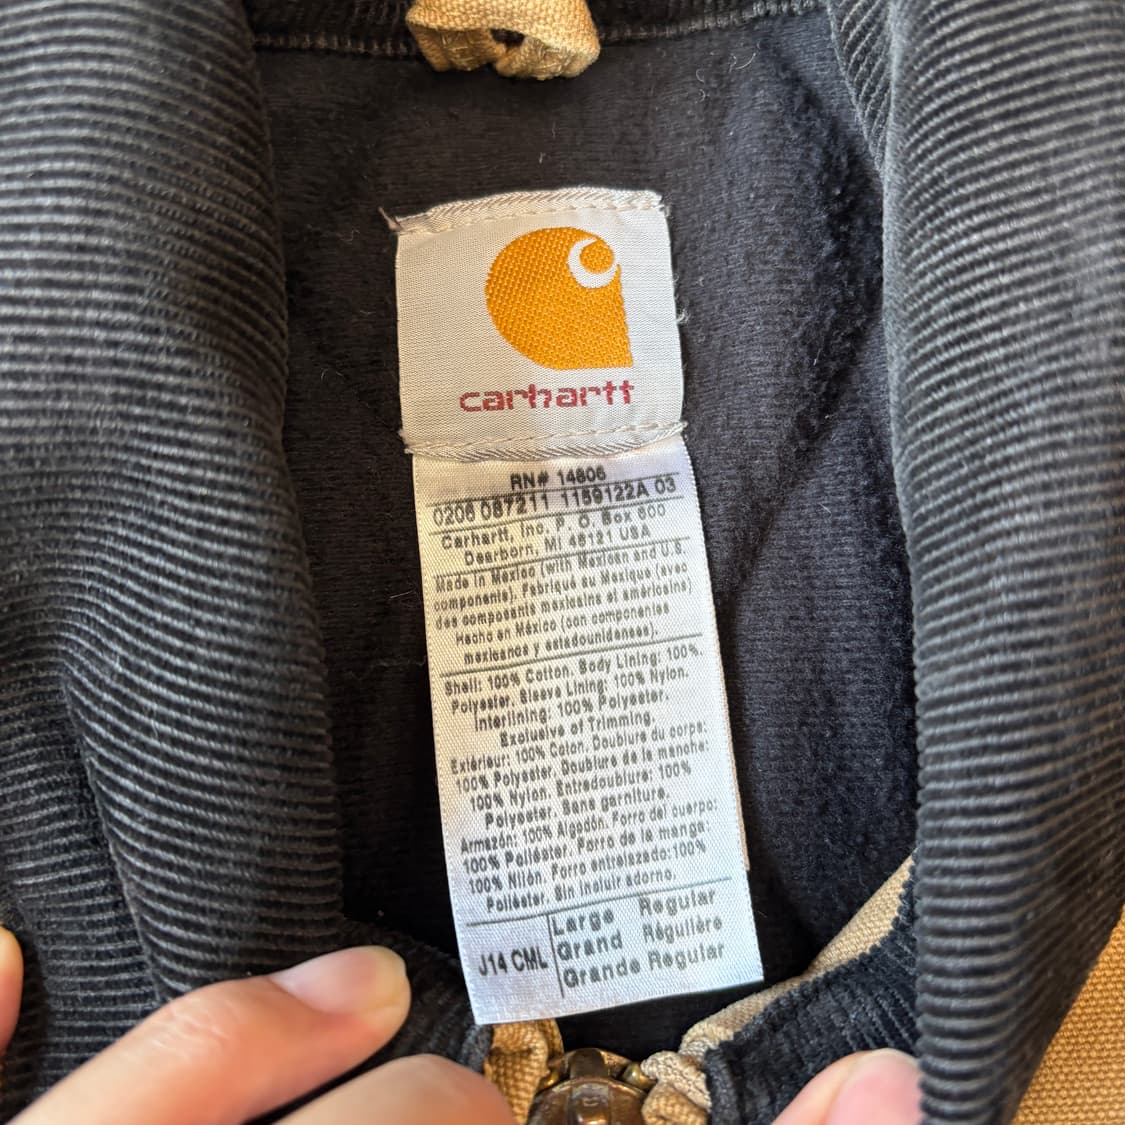 carhartt
RN# 14806
0206 087211 1159122A 03
Carhartt, Inc. P. O. Box 600
Dearborn, MI 48121 USA
Made in Mexico (with Mexican and U.S.
components). Fabriqué au Mexique (avec
des composants mexicains et américains)
Hecho en México (con componentes
mexicanos y estadounidenses).
Shell: 100% Cotton. Body Lining: 100%.
Polyester. Sleeve Lining: 100% Nylon.
Interlining: 100% Polyester.
Exclusive of Trimming.
Extérieur: 100% Coton. Doublure du corps:
100% Polyester. Doublure de la manche:
100% Nylon. Entredoublure: 100%
Polyester. Sans garniture.
Armazón: 100% Algodón. Forro del cuerpo:
100% Poliéster. Forro de la manga:
100% Nilón. Forro entrelazado:100%
Poliéster. Sin incluir adorno.
J14 CML
Large Regular
Grand Régulière
Grande Regular